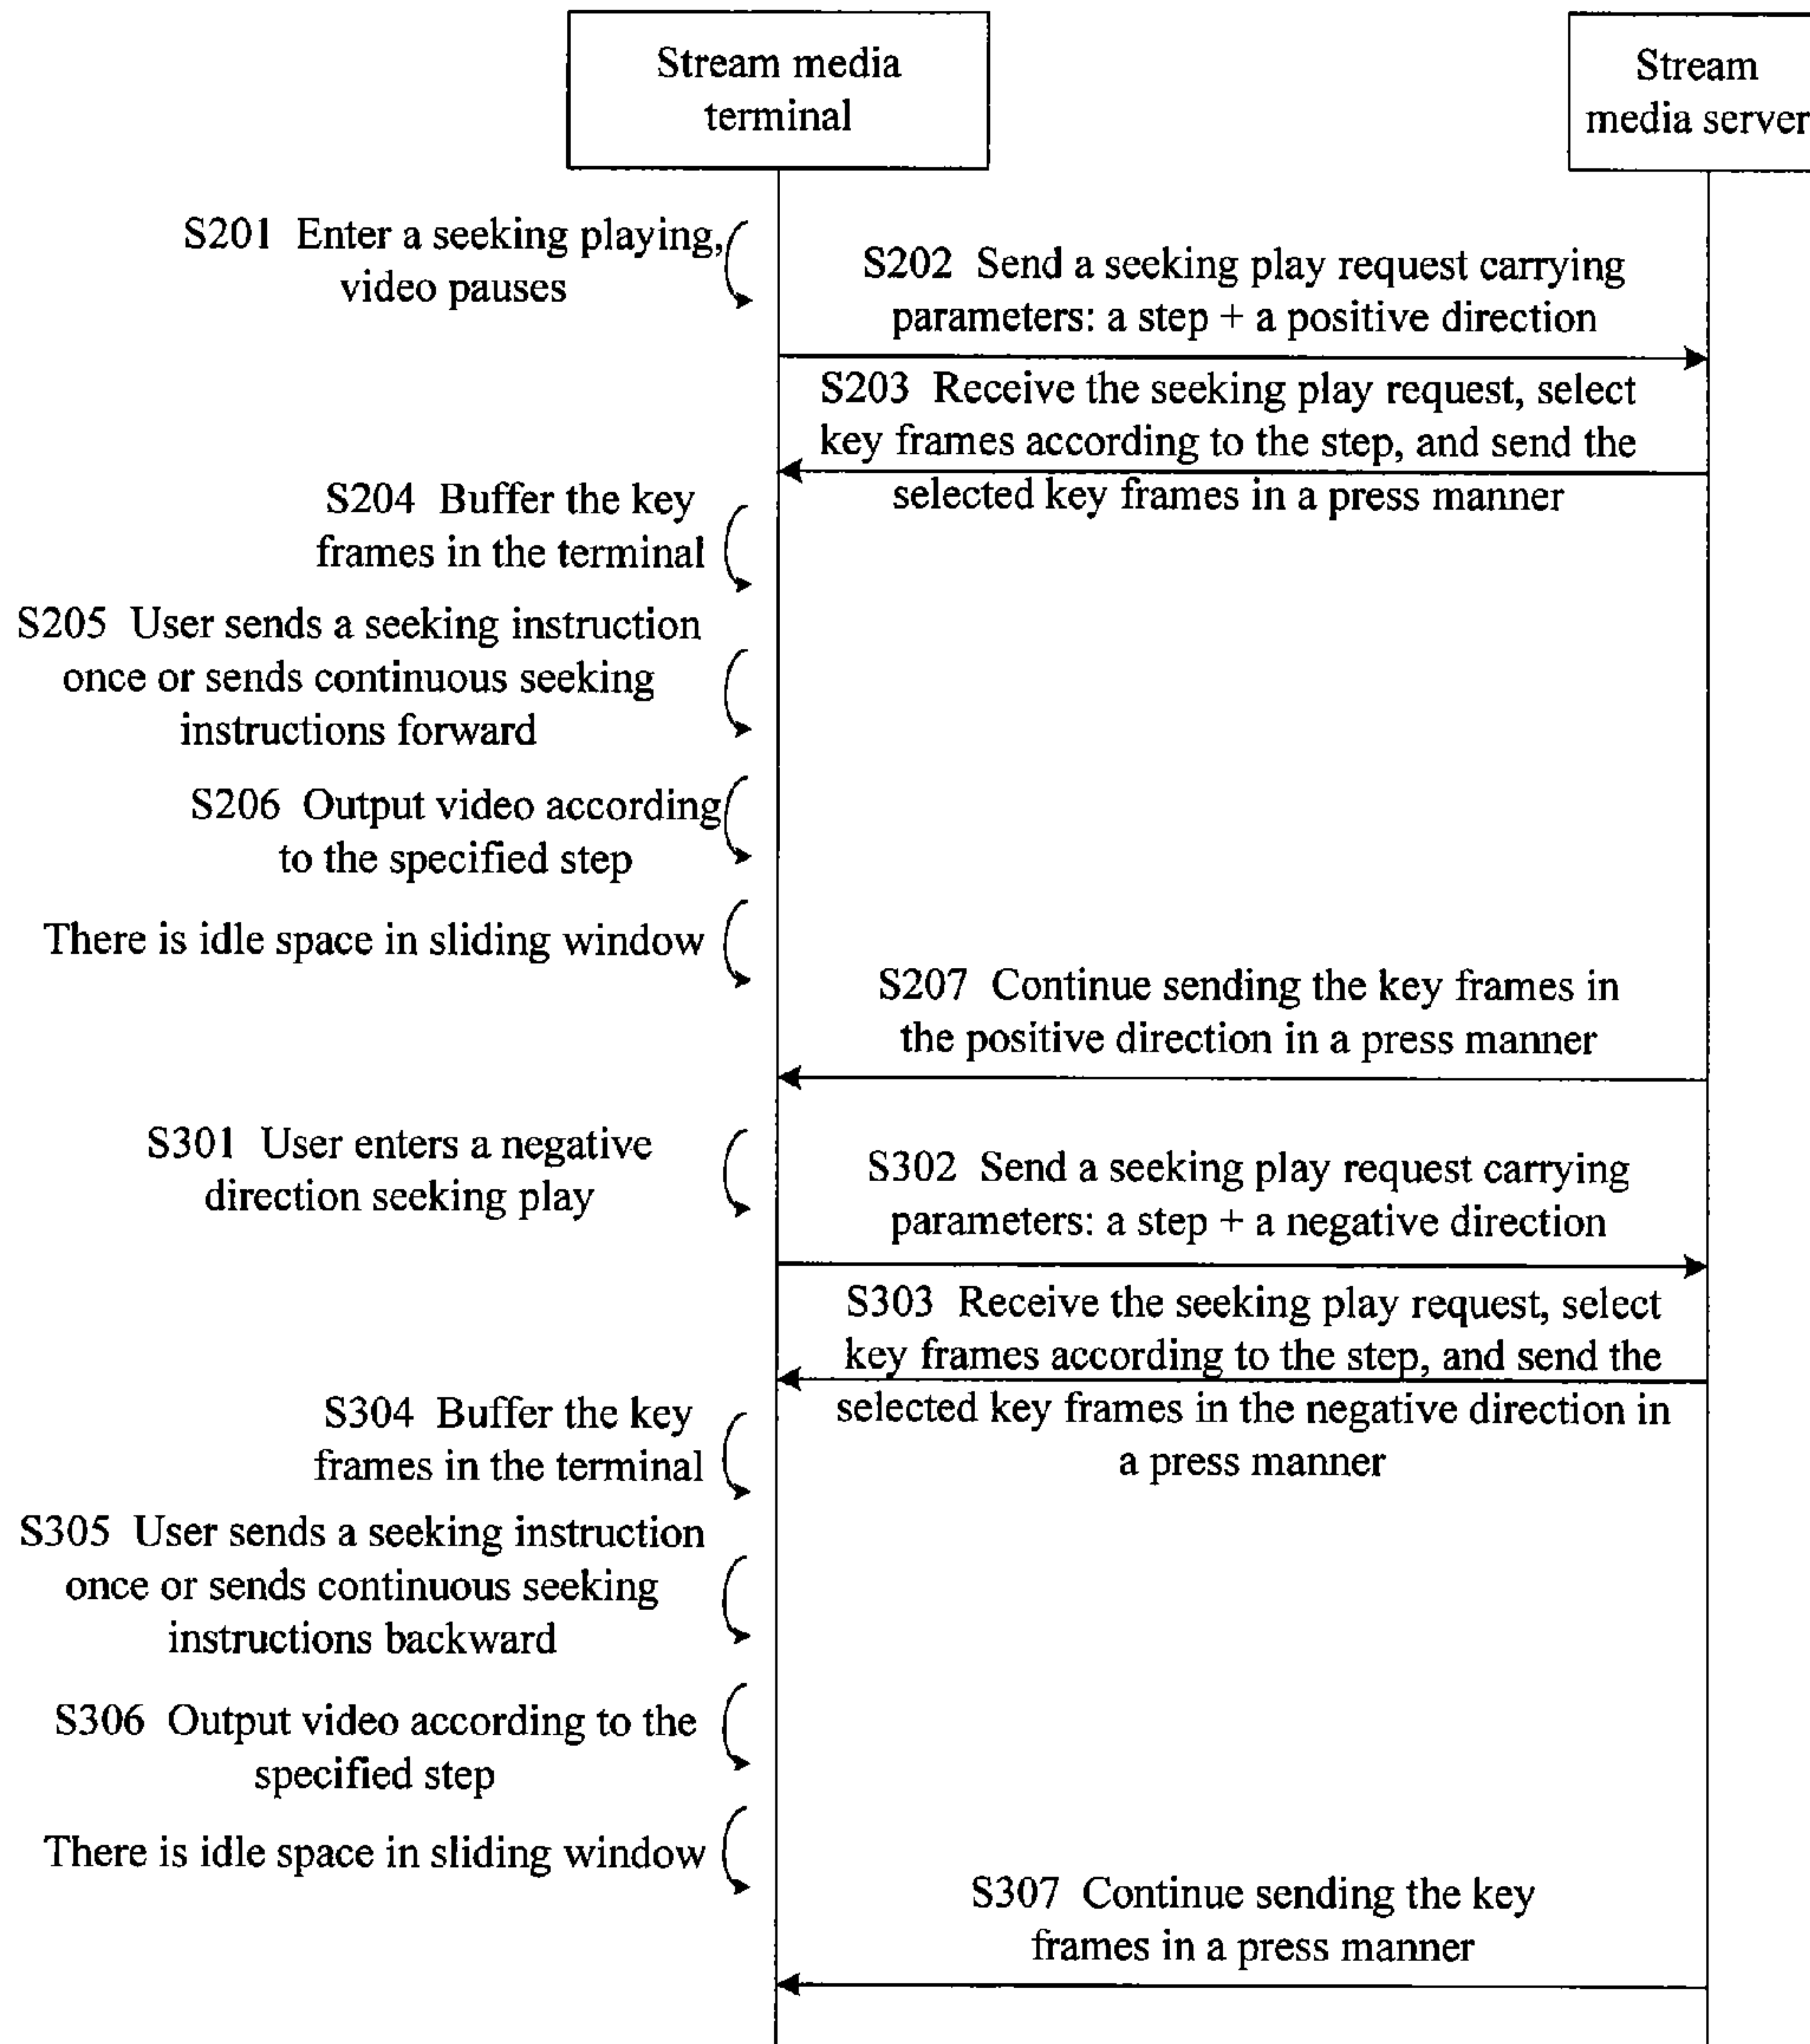 Stream media
terminal
Stream
media server
S201 Enter a seeking playing,
video pauses
S202 Send a seeking play request carrying
parameters: a step + a positive direction
S203 Receive the seeking play request, select
key frames according to the step, and send the
selected key frames in a press manner
S204 Buffer the key
frames in the terminal
S205 User sends a seeking instruction
once or sends continuous seeking
instructions forward
S206 Output video according
to the specified step
There is idle space in sliding window
S207 Continue sending the key frames in
the positive direction in a press manner
S301 User enters a negative
direction seeking play
S302 Send a seeking play request carrying
parameters: a step + a negative direction
S303 Receive the seeking play request, select
key frames according to the step, and send the
selected key frames in the negative direction in
a press manner
S304 Buffer the key
frames in the terminal
S305 User sends a seeking instruction
once or sends continuous seeking
instructions backward
S306 Output video according to the
specified step
There is idle space in sliding window
S307 Continue sending the key
frames in a press manner